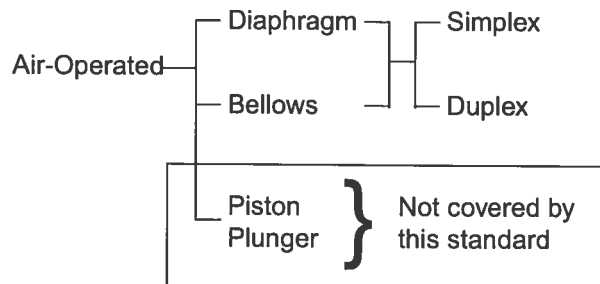 Diaphragm
Simplex
Air-Operated
Bellows
Duplex
Piston
Plunger
Not covered by
this standard